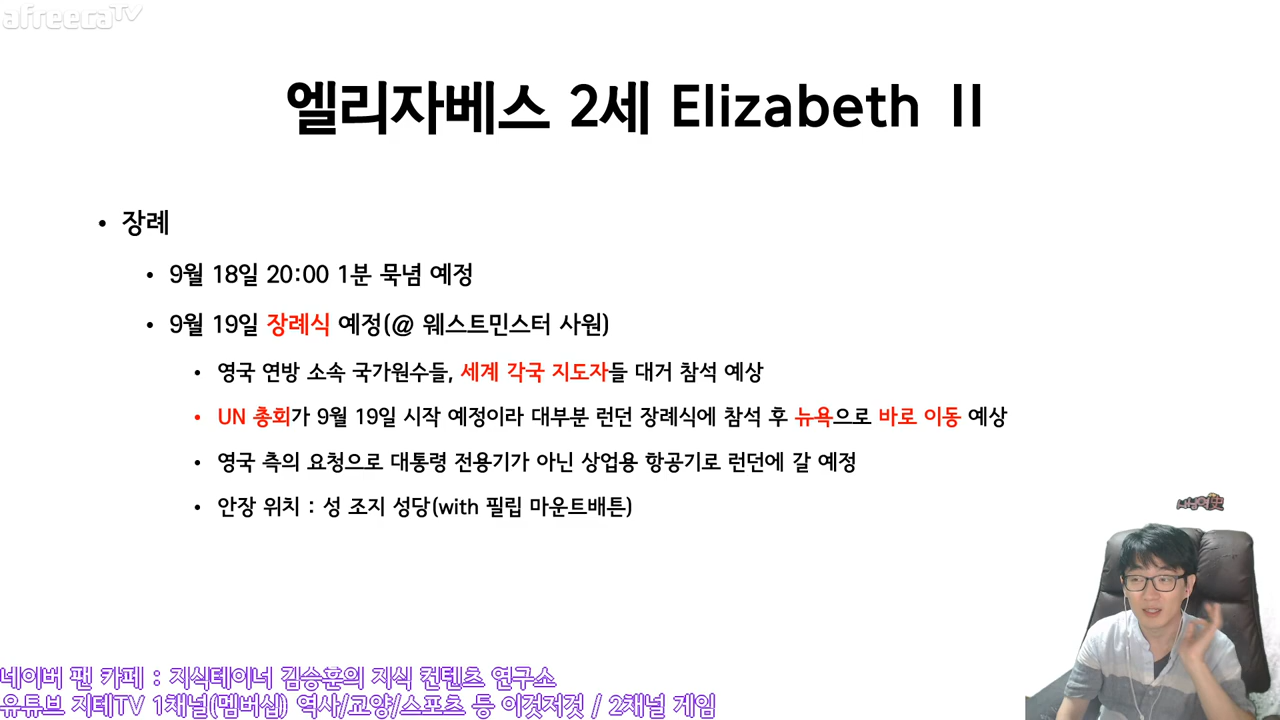 afreecaTV
엘리자베스 2세 Elizabeth II
• 장례
• 9월 18일 20:00 1분 묵념 예정
• 9월 19일 장례식 예정(@ 웨스트민스터 사원)
• 영국 연방 소속 국가원수들, 세계 각국 지도자들 대거 참석 예상
• UN 총회가 9월 19일 시작 예정이라 대부분 런던 장례식에 참석 후 뉴욕으로 바로 이동 예상
• 영국 측의 요청으로 대통령 전용기가 아닌 상업용 항공기로 런던에 갈 예정
• 안장 위치 : 성 조지 성당(with 필립 마운트배튼)
네이버 팬 카페 : 지식테이너 김승훈의 지식 컨텐츠 연구소
유튜브 지테TV 1채널(멤버십) 역사/교양/스포츠 등 이것저것 / 2채널 게임